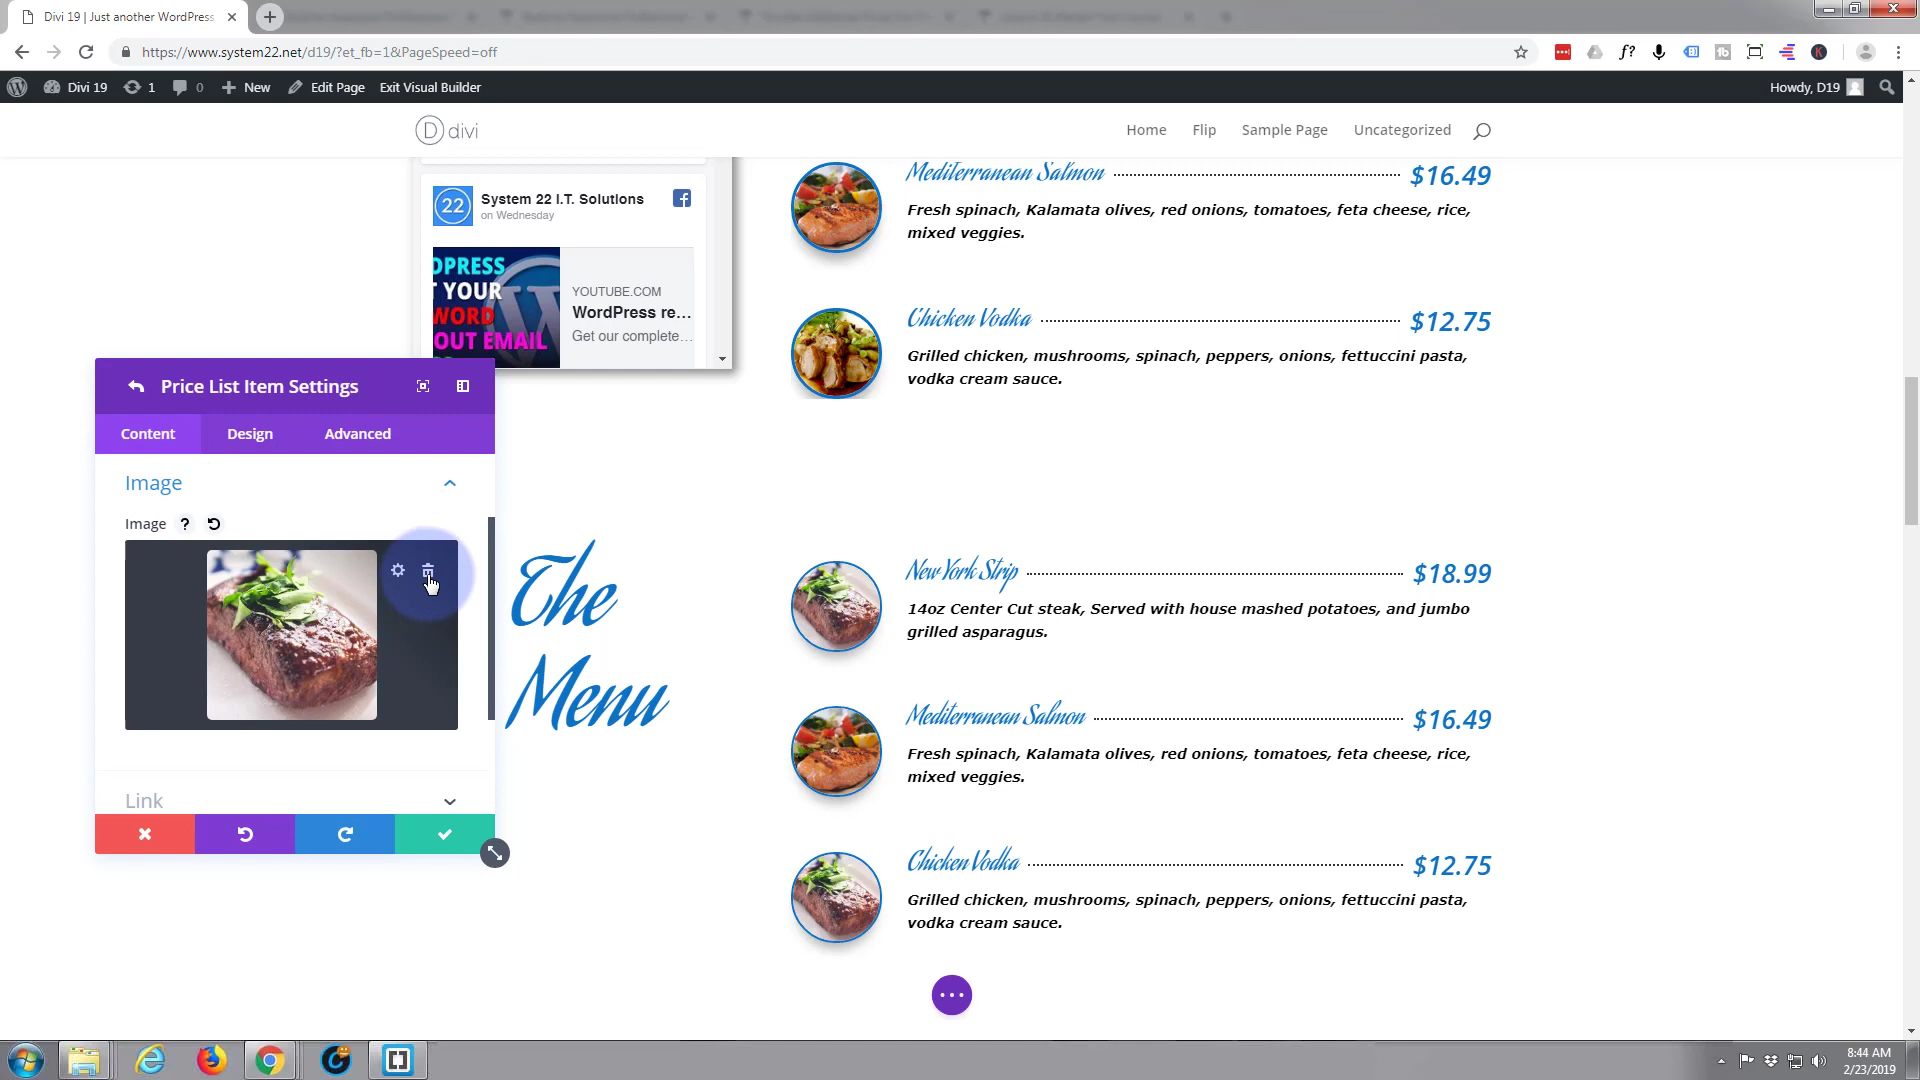 Divi 19 | Just another WordPress
https://www.system22.net/d19/?et_fb=1&PageSpeed=off
Divi 19
1
0
New
Edit Page
Exit Visual Builder
Howdy, D19
D divi
Home
Flip
Sample Page
Uncategorized
22
System 22 I.T. Solutions
on Wednesday
DPRESS
T YOUR
WORD
OUT EMAIL
YOUTUBE.COM
WordPress re...
Get our complete...
Mediterranean Salmon
$16.49
Fresh spinach, Kalamata olives, red onions, tomatoes, feta cheese, rice,
mixed veggies.
Chicken Vodka
$12.75
Grilled chicken, mushrooms, spinach, peppers, onions, fettuccini pasta,
vodka cream sauce.
Price List Item Settings
Content
Design
Advanced
Image
Image ?
Link
The
Menu
New York Strip
$18.99
14oz Center Cut steak, Served with house mashed potatoes, and jumbo
grilled asparagus.
Mediterranean Salmon
$16.49
Fresh spinach, Kalamata olives, red onions, tomatoes, feta cheese, rice,
mixed veggies.
Chicken Vodka
$12.75
Grilled chicken, mushrooms, spinach, peppers, onions, fettuccini pasta,
vodka cream sauce.
8:44 AM
2/23/2019